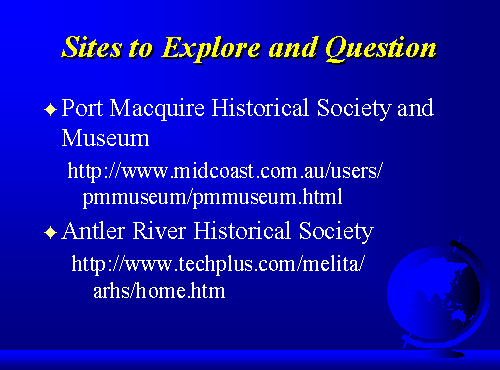 Sites to Explore and Question
Port Macquire Historical Society and
Museum
http://www.midcoast.com.au/users/
pmmuseum/pmmuseum.html
Antler River Historical Society
http://www.techplus.com/melita/
arhs/home.htm